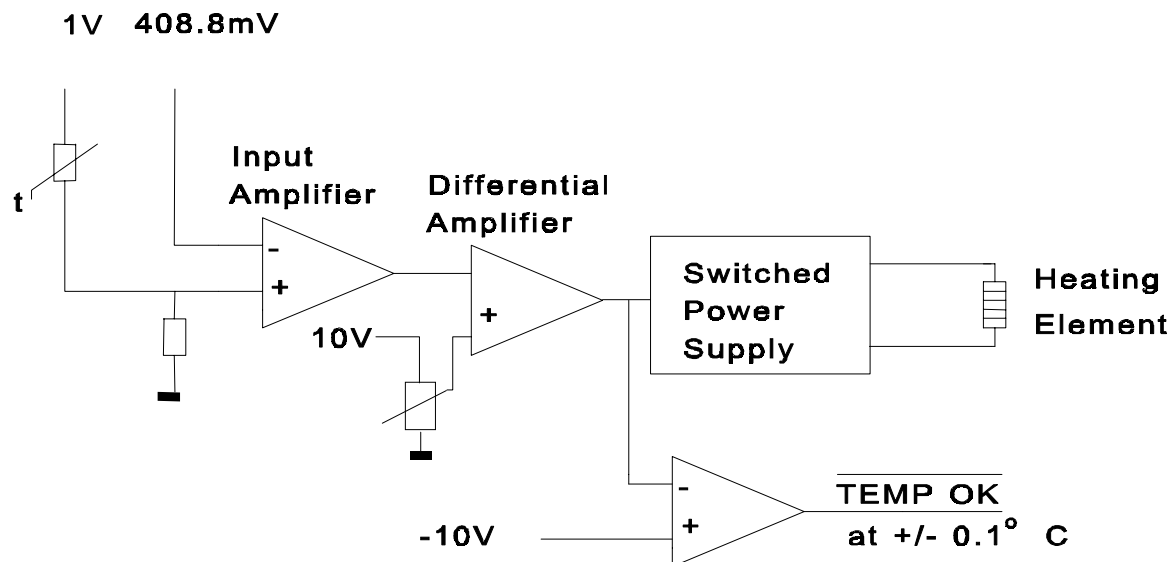 1V 408.8mV
Input
Amplifier
Differential
Amplifier
t
-
+
+
10V
Switched
Power
Supply
Heating
Element
-
+
-10V
TEMP OK
at +/- 0.1° C